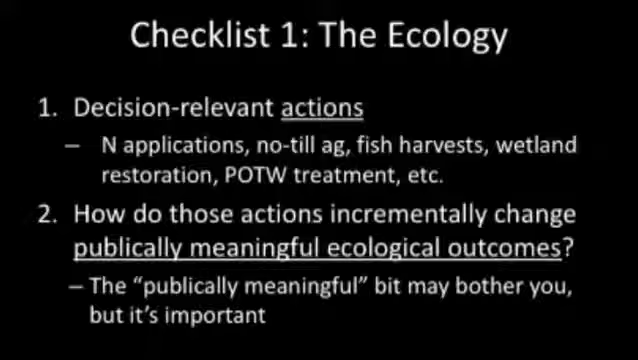 Checklist 1: The Ecology
1. Decision-relevant actions
– N applications, no-till ag, fish harvests, wetland
restoration, POTW treatment, etc.
2. How do those actions incrementally change
publically meaningful ecological outcomes?
– The “publically meaningful” bit may bother you,
but it’s important